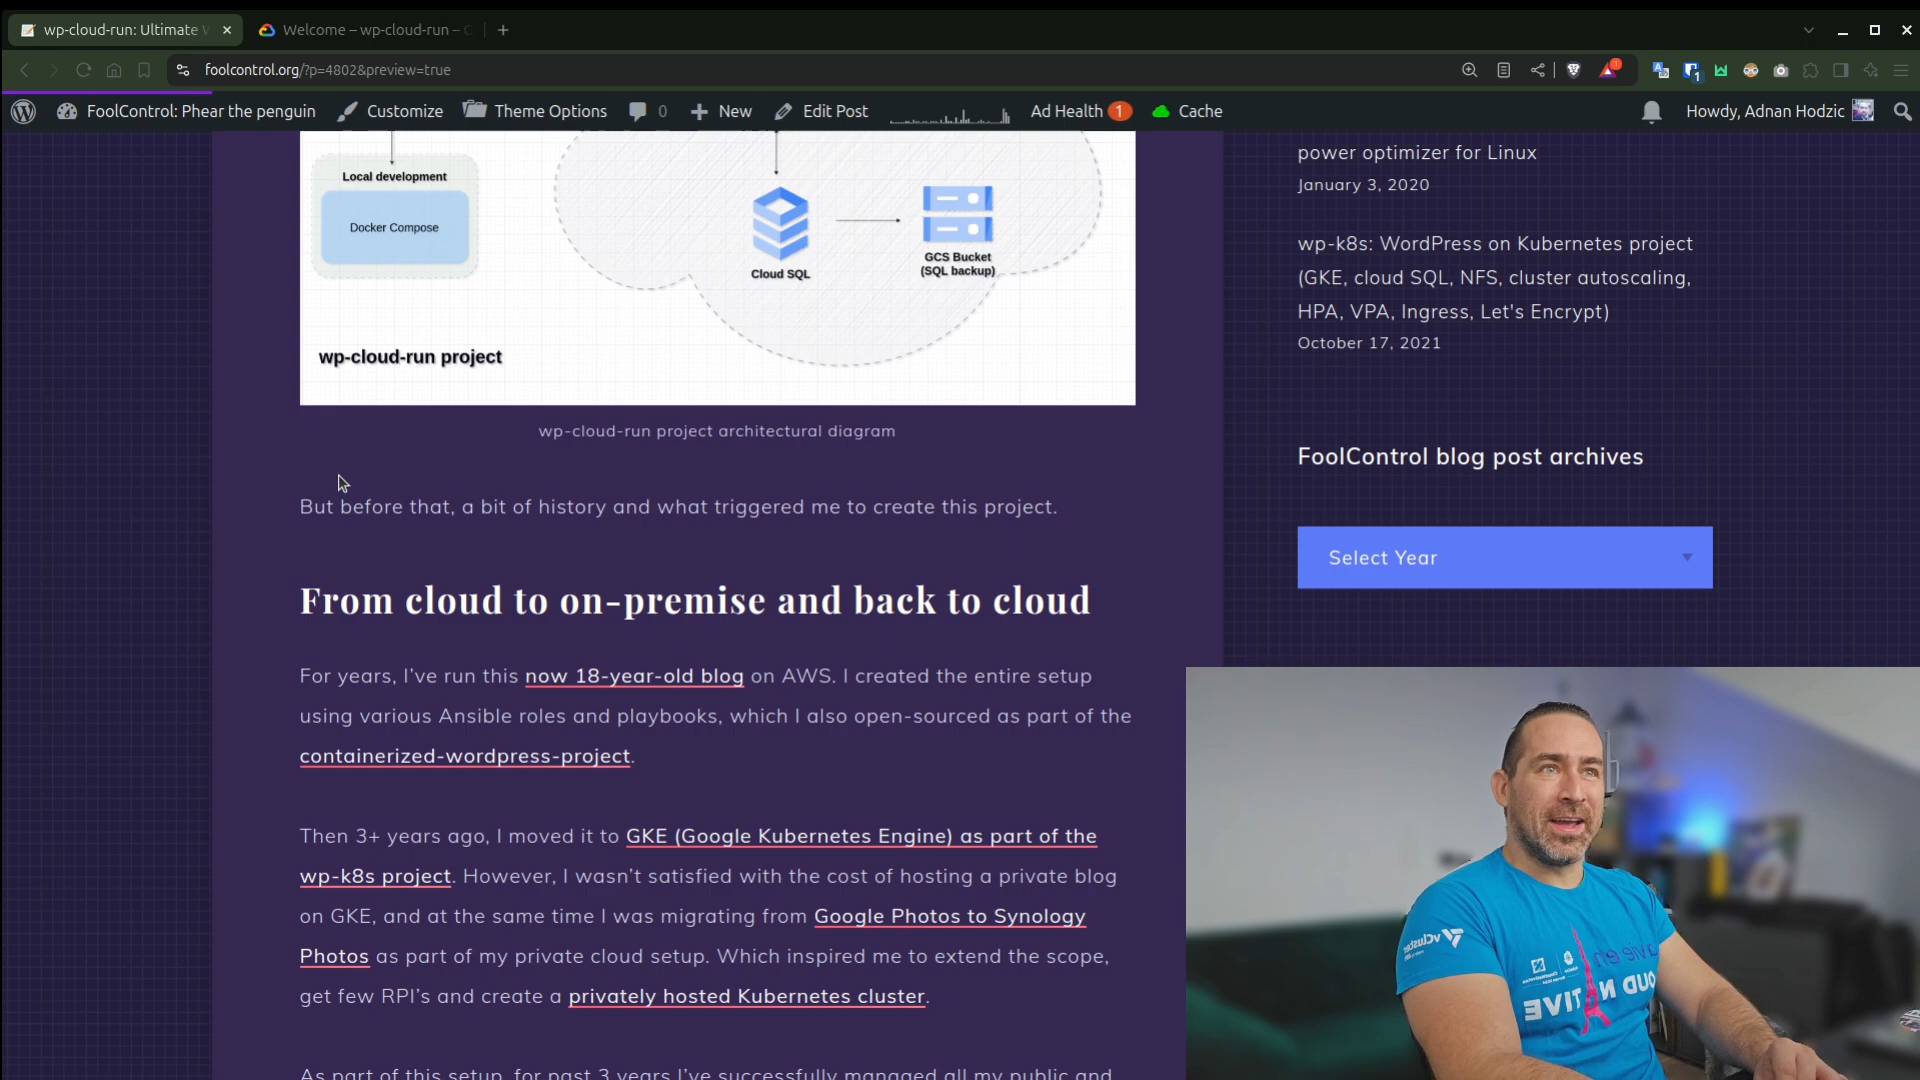 wp-cloud-run: Ultimate W
Welcome – wp-cloud-run – C
foolcontrol.org/?p=4802&preview=true
1
1
FoolControl: Phear the penguin
Customize
Theme Options
0
New
Edit Post
Ad Health 1
Cache
Howdy, Adnan Hodzic
Local development
Docker Compose
Cloud SQL
GCS Bucket
(SQL backup)
wp-cloud-run project
wp-cloud-run project architectural diagram
But before that, a bit of history and what triggered me to create this project.
From cloud to on-premise and back to cloud
For years, I’ve run this now 18-year-old blog on AWS. I created the entire setup
using various Ansible roles and playbooks, which I also open-sourced as part of the
containerized-wordpress-project.
Then 3+ years ago, I moved it to GKE (Google Kubernetes Engine) as part of the
wp-k8s project. However, I wasn’t satisfied with the cost of hosting a private blog
on GKE, and at the same time I was migrating from Google Photos to Synology
Photos as part of my private cloud setup. Which inspired me to extend the scope,
get few RPI’s and create a privately hosted Kubernetes cluster.
As part of this setup, for past 3 years I’ve successfully managed all my public and
power optimizer for Linux
January 3, 2020
wp-k8s: WordPress on Kubernetes project
(GKE, cloud SQL, NFS, cluster autoscaling,
HPA, VPA, Ingress, Let's Encrypt)
October 17, 2021
FoolControl blog post archives
Select Year
vCluster